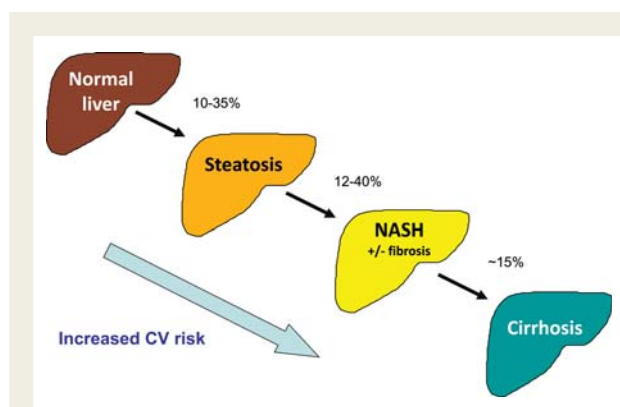 Normal
liver
10-35%
Steatosis
12-40%
NASH
+/- fibrosis
~15%
Cirrhosis
Increased CV risk